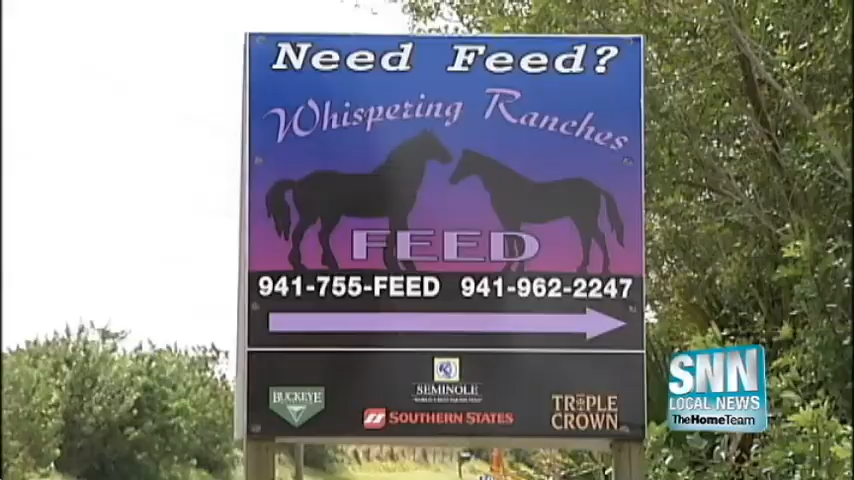 Need Feed?
Whispering Ranches
FEED
941-755-FEED 941-962-2247
BUCKEYE
SEMINOLE
SOUTHERN STATES
TRIPLE
CROWN
SNN
LOCAL NEWS
TheHomeTeam